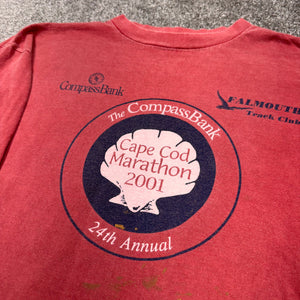 CompassBank
FALMOUTH
Track Club
The CompassBank
Cape Cod
Marathon
2001
24th Annual